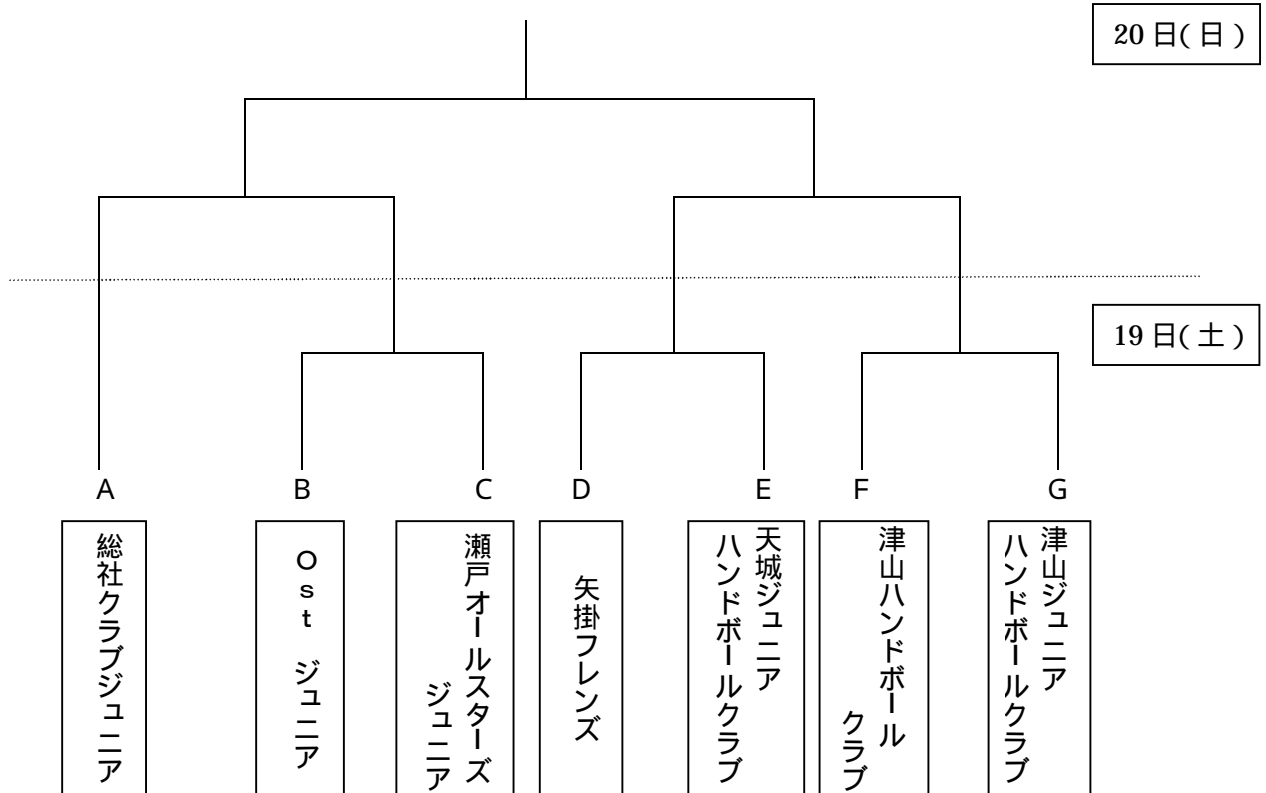 20日(日)
19日(土)
A
B
C
D
E
F
G
総社クラブジュニア
Ost ジュニア
瀬戸オールスターズ
ジュニア
矢掛フレンズ
天城ジュニア
ハンドボールクラブ
津山ハンドボール
クラブ
津山ジュニア
ハンドボールクラブ